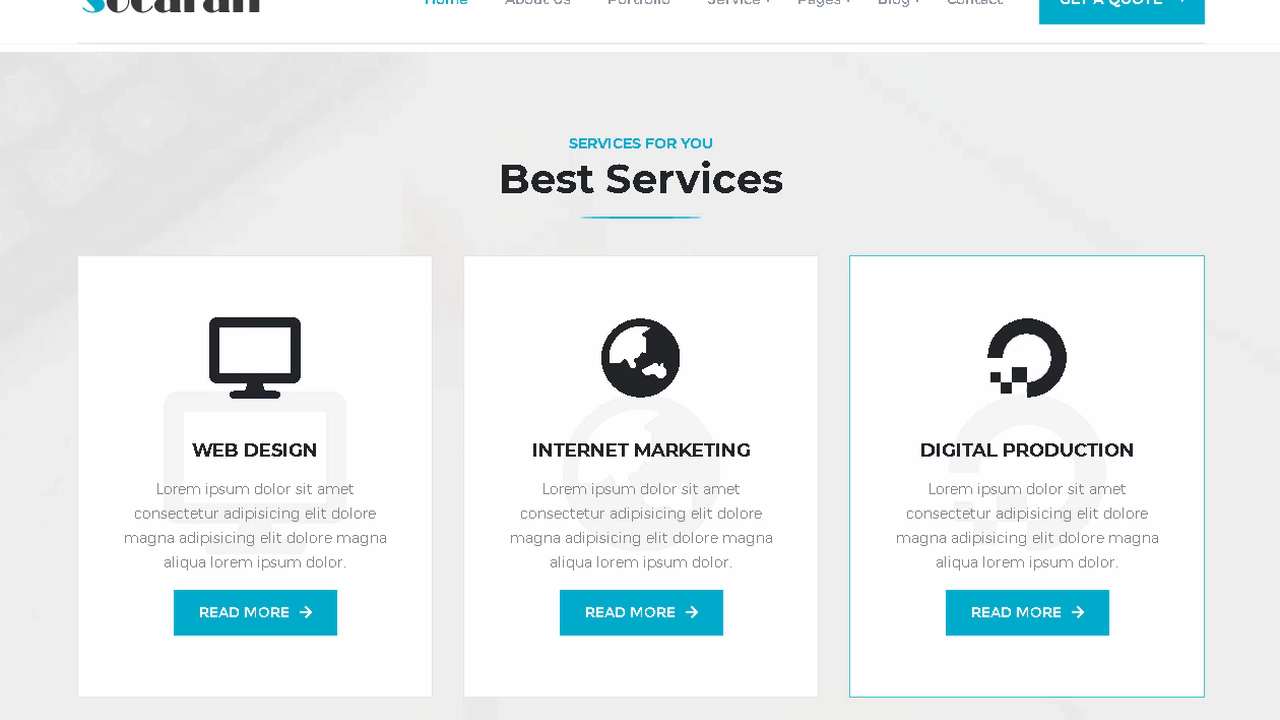 Socaran
Home About Us Portfolio Service Pages Blog Contact GET A QUOTE
SERVICES FOR YOU
Best Services
WEB DESIGN
Lorem ipsum dolor sit amet
consectetur adipisicing elit dolore
magna adipisicing elit dolore magna
aliqua lorem ipsum dolor.
READ MORE
INTERNET MARKETING
Lorem ipsum dolor sit amet
consectetur adipisicing elit dolore
magna adipisicing elit dolore magna
aliqua lorem ipsum dolor.
READ MORE
DIGITAL PRODUCTION
Lorem ipsum dolor sit amet
consectetur adipisicing elit dolore
magna adipisicing elit dolore magna
aliqua lorem ipsum dolor.
READ MORE